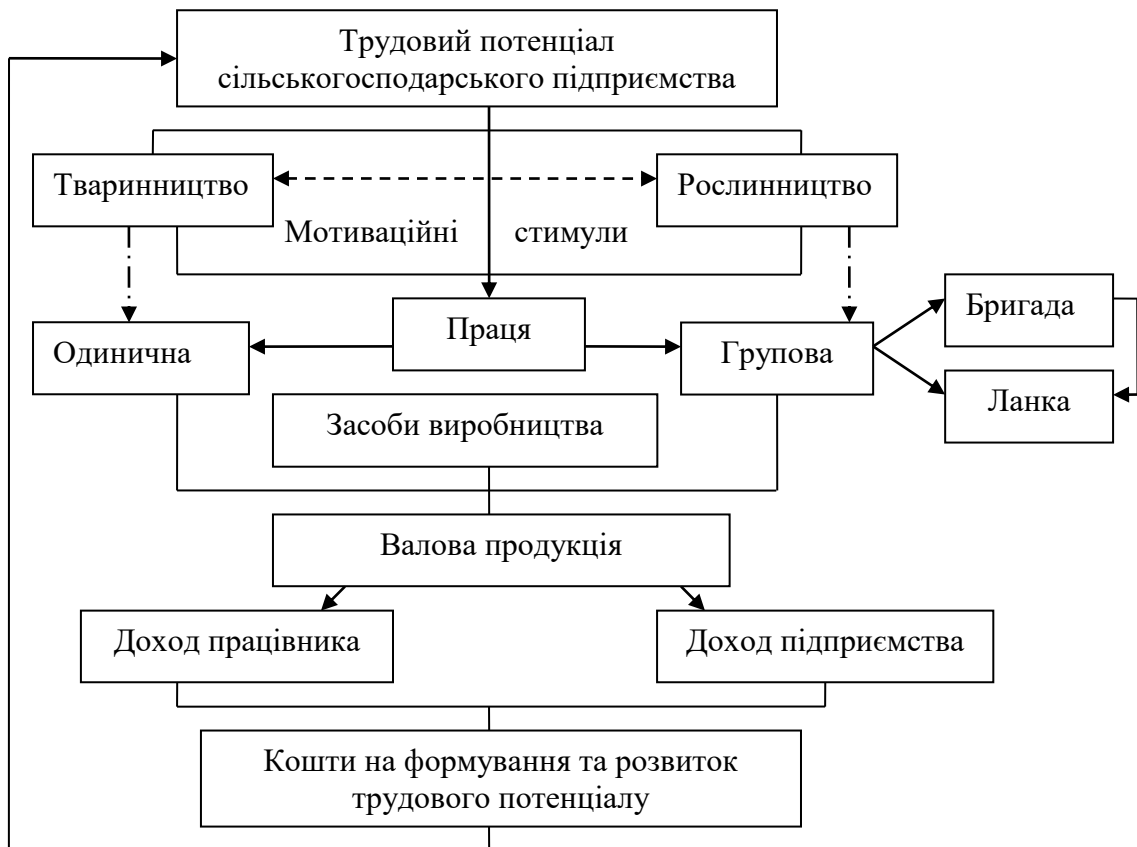 Трудовий потенціал
сільськогосподарського підприємства
Тваринництво
Рослинництво
Мотиваційні стимули
Бригада
Праця
Одинична
Групова
Ланка
Засоби виробництва
Валова продукція
Доход працівника
Доход підприємства
Кошти на формування та розвиток
трудового потенціалу